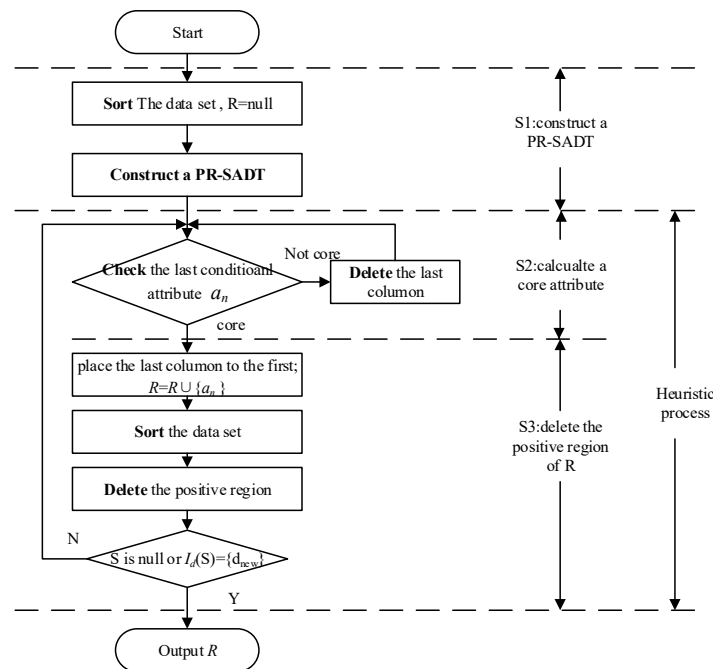 Start
Sort The data set , R=null
Construct a PR-SADT
S1:construct a
PR-SADT
Not core
Check the last conditioanl
attribute aₙ
Delete the last
columon
S2:calcualte a
core attribute
core
place the last columon to the first;
R=R∪{aₙ}
Sort the data set
Delete the positive region
S3:delete the
positive region
of R
Heuristic
process
N
S is null or I_d(S)={d_new}
Y
Output R